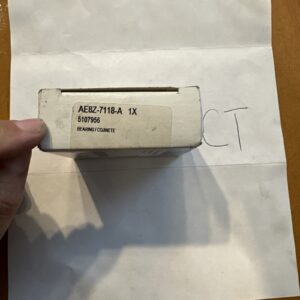 AE8Z-7118-A 1X
5107956
BEARING/COJINETE
CT